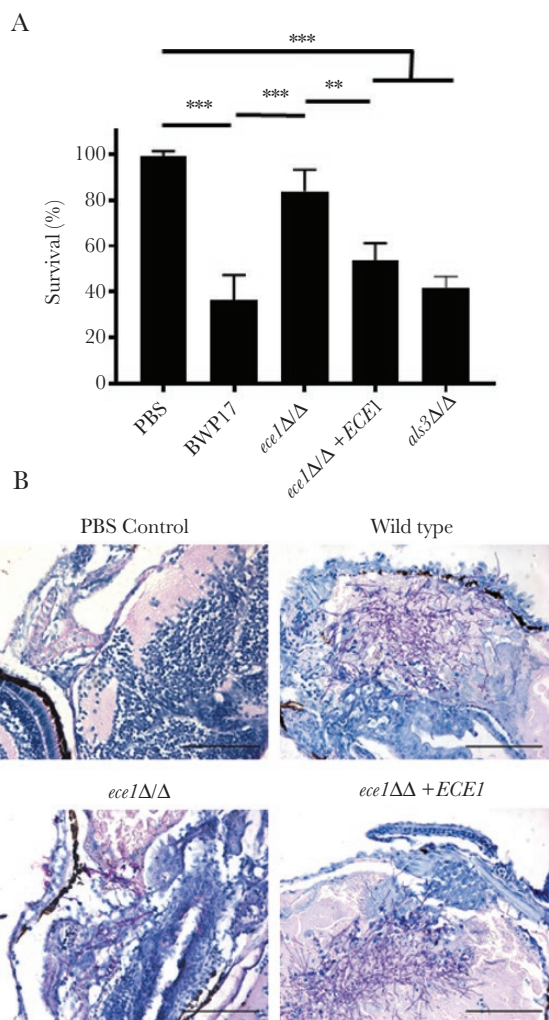 A
***
***
***
**
Survival (%)
100
80
60
40
20
0
PBS
BWP17
ece1Δ/Δ
ece1Δ/Δ +ECE1
als3Δ/Δ
B
PBS Control
Wild type
ece1Δ/Δ
ece1ΔΔ +ECE1